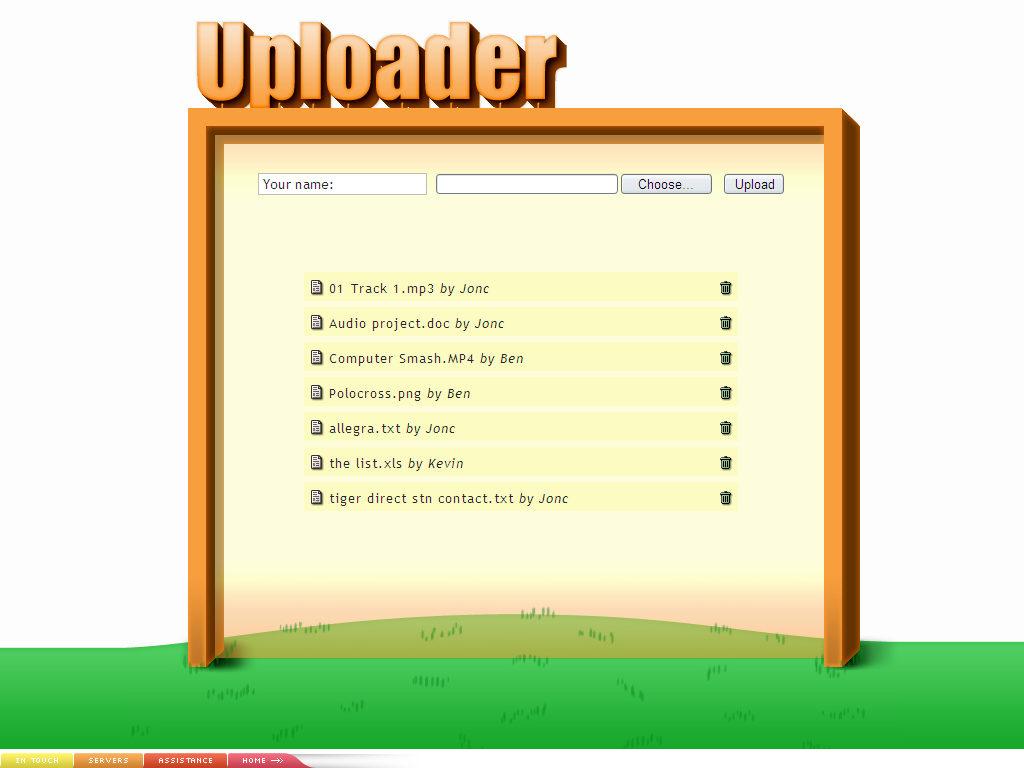 Uploader
Your name: Choose... Upload
01 Track 1.mp3 by Jonc
Audio project.doc by Jonc
Computer Smash.MP4 by Ben
Polocross.png by Ben
allegra.txt by Jonc
the list.xls by Kevin
tiger direct stn contact.txt by Jonc
IN TOUCH SERVERS ASSISTANCE HOME